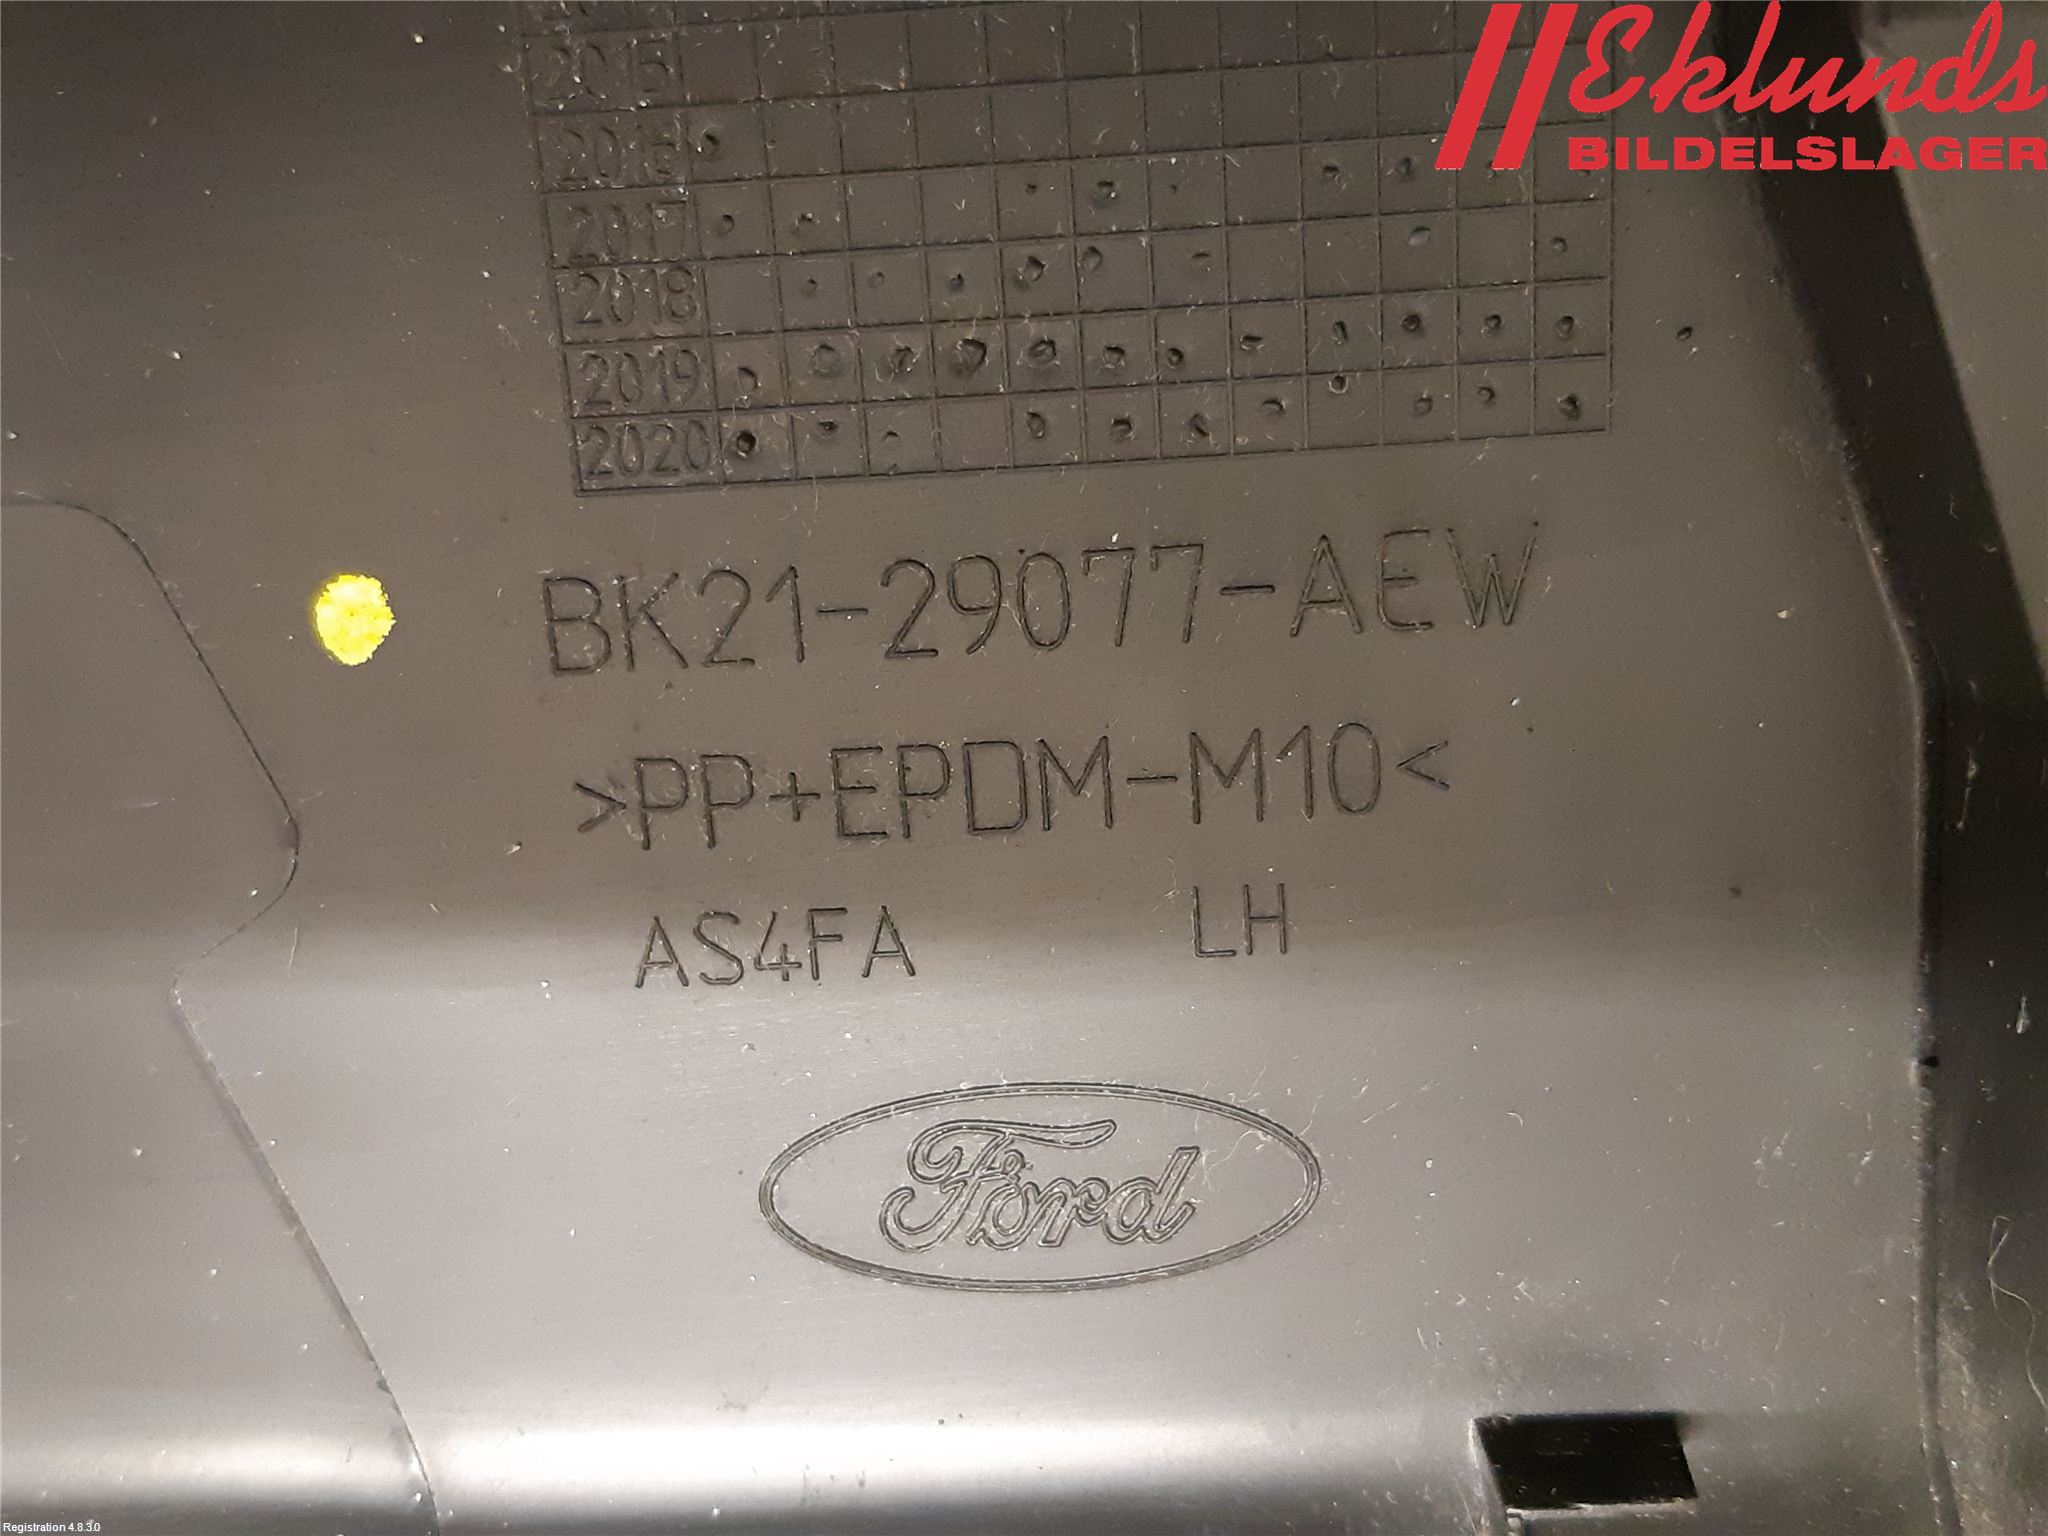 Eklunds
BILDELSLAGER
2015
2016
2017
2018
2019
2020
BK21-29077-AEW
>PP+EPDM-M10<
AS4FA LH
Ford
Registration 4.8.3.0